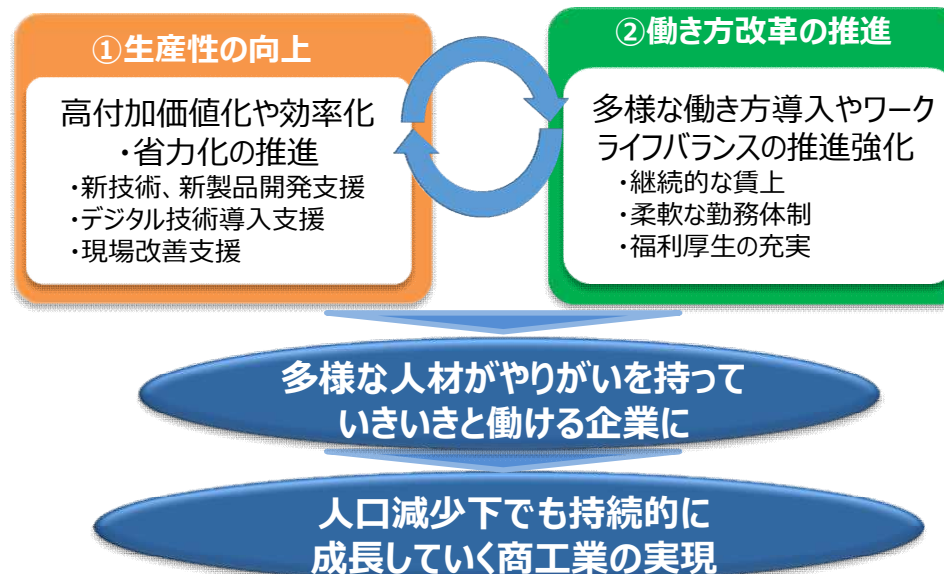 ①生産性の向上
高付加価値化や効率化
・省力化の推進
・新技術、新製品開発支援
・デジタル技術導入支援
・現場改善支援
②働き方改革の推進
多様な働き方導入やワーク
ライフバランスの推進強化
・継続的な賃上
・柔軟な勤務体制
・福利厚生の充実
多様な人材がやりがいを持って
いきいきと働ける企業に
人口減少下でも持続的に
成長していく商工業の実現